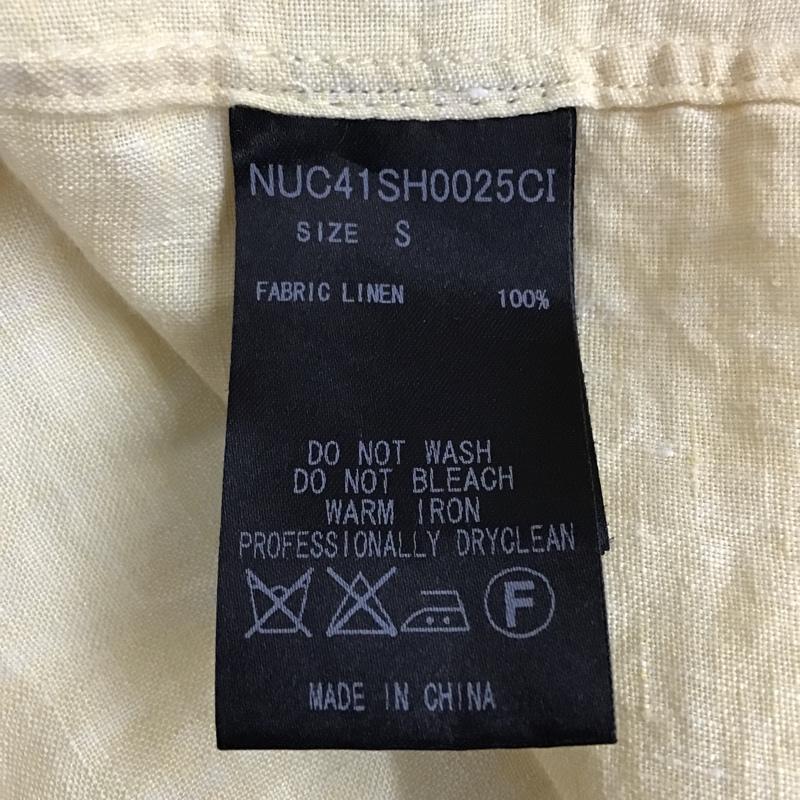 NUC41SH0025CI
SIZE S
FABRIC LINEN 100%
DO NOT WASH
DO NOT BLEACH
WARM IRON
PROFESSIONALLY DRYCLEAN
F
MADE IN CHINA